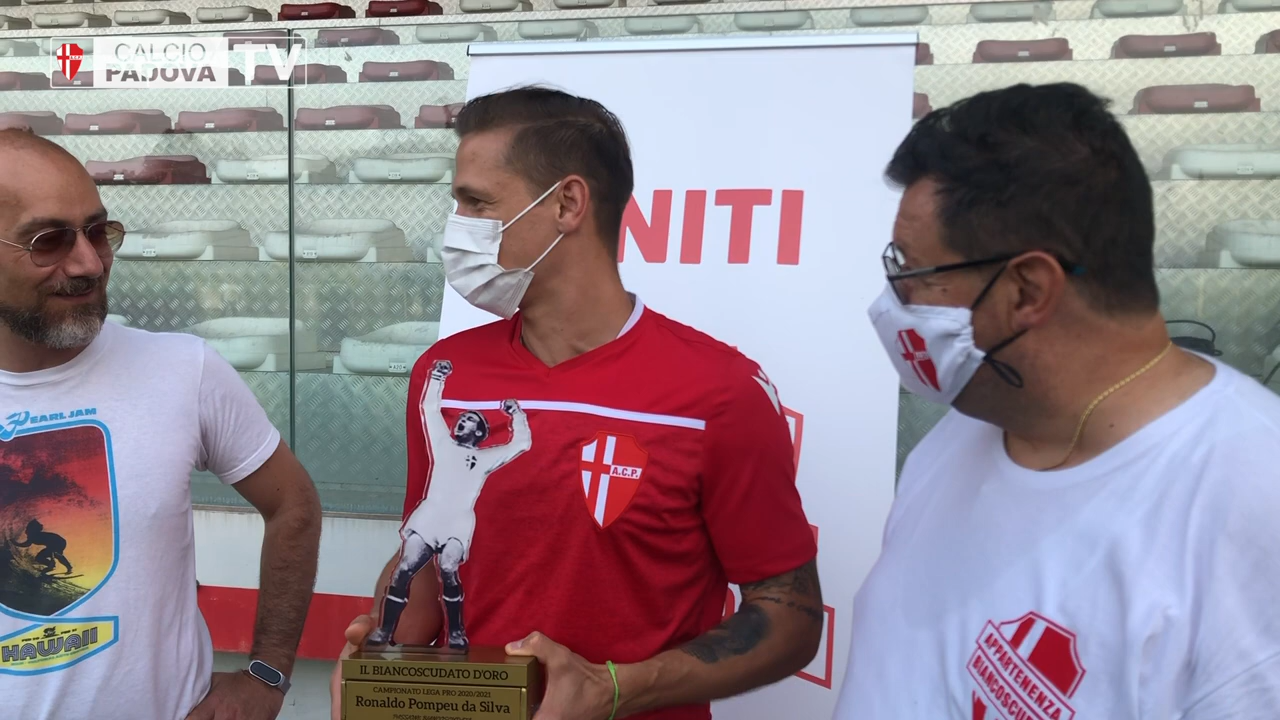 CALCIO
PADOVA TV
NITI
PEARL JAM
HAWAII
A.C.P.
IL BIANCOSCUDATO D'ORO
CAMPIONATO LEGA PRO 2020/2021
Ronaldo Pompeu da Silva
APPARTENENZA